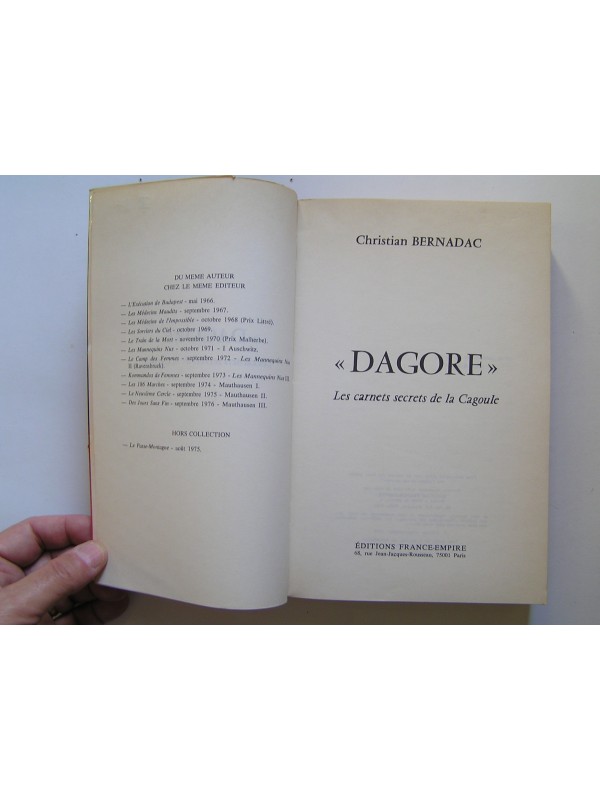 DU MEME AUTEUR
CHEZ LE MEME EDITEUR
— L'Exécution de Budapest - mai 1966.
— Les Médecins Maudits - septembre 1967.
— Les Médecins de l'Impossible - octobre 1968 (Prix Littré).
— Les Sorciers du Ciel - octobre 1969.
— Le Train de la Mort - novembre 1970 (Prix Malherbe).
— Les Mannequins Nus - octobre 1971 - I. Auschwitz.
— Le Camp des Femmes - septembre 1972 - Les Mannequins Nus
II (Ravensbruck).
— Kommandos de Femmes - septembre 1973 - Les Mannequins Nus III.
— Les 186 Marches - septembre 1974 - Mauthausen I.
— Le Neuvième Cercle - septembre 1975 - Mauthausen II.
— Des Jours Sans Fin - septembre 1976 - Mauthausen III.
HORS COLLECTION
— Le Passe-Montagne - août 1975.
Christian BERNADAC
« DAGORE »
Les carnets secrets de la Cagoule
ÉDITIONS FRANCE-EMPIRE
68, rue Jean-Jacques-Rousseau, 75001 Paris